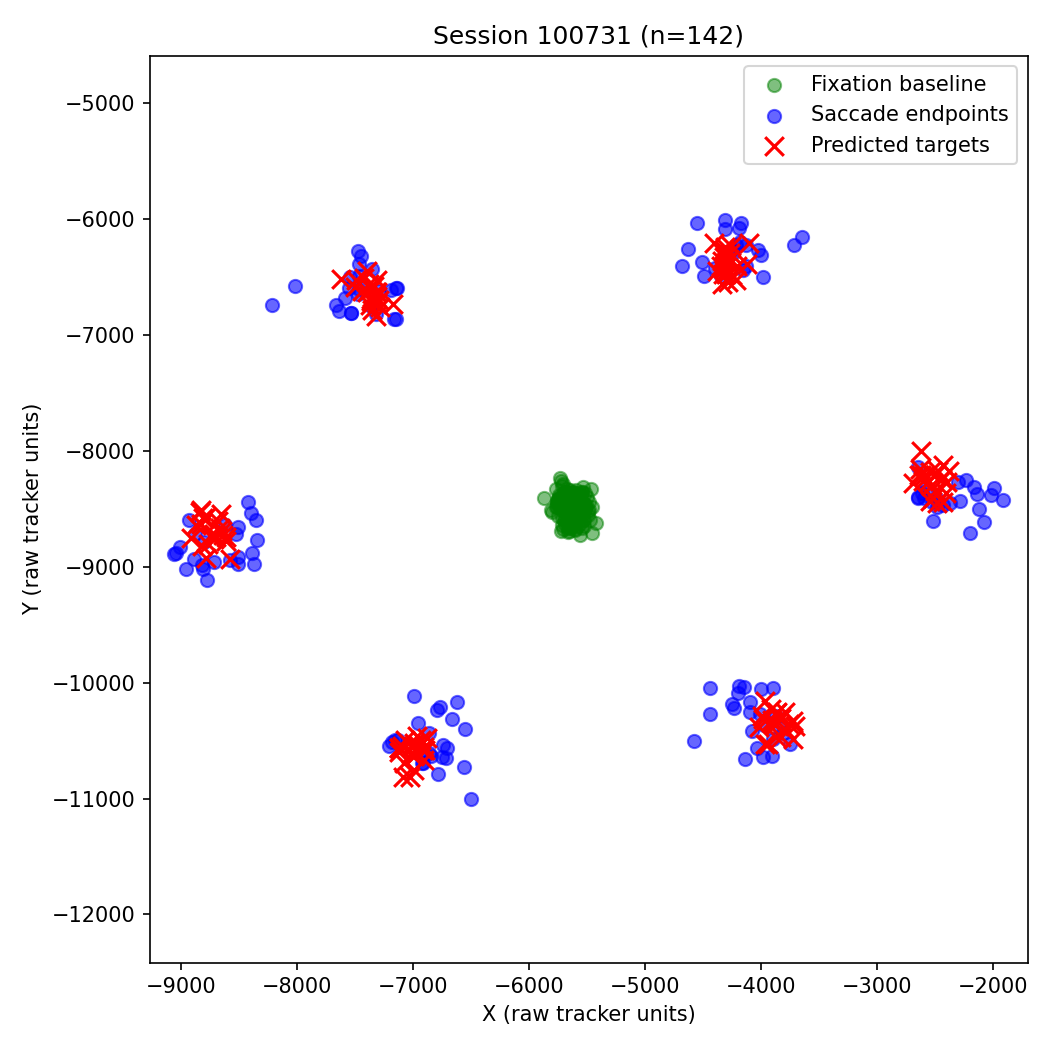 Session 100731 (n=142)
Fixation baseline
Saccade endpoints
Predicted targets
−5000
−6000
−7000
−8000
−9000
−10000
−11000
−12000
Y (raw tracker units)
−9000 −8000 −7000 −6000 −5000 −4000 −3000 −2000
X (raw tracker units)